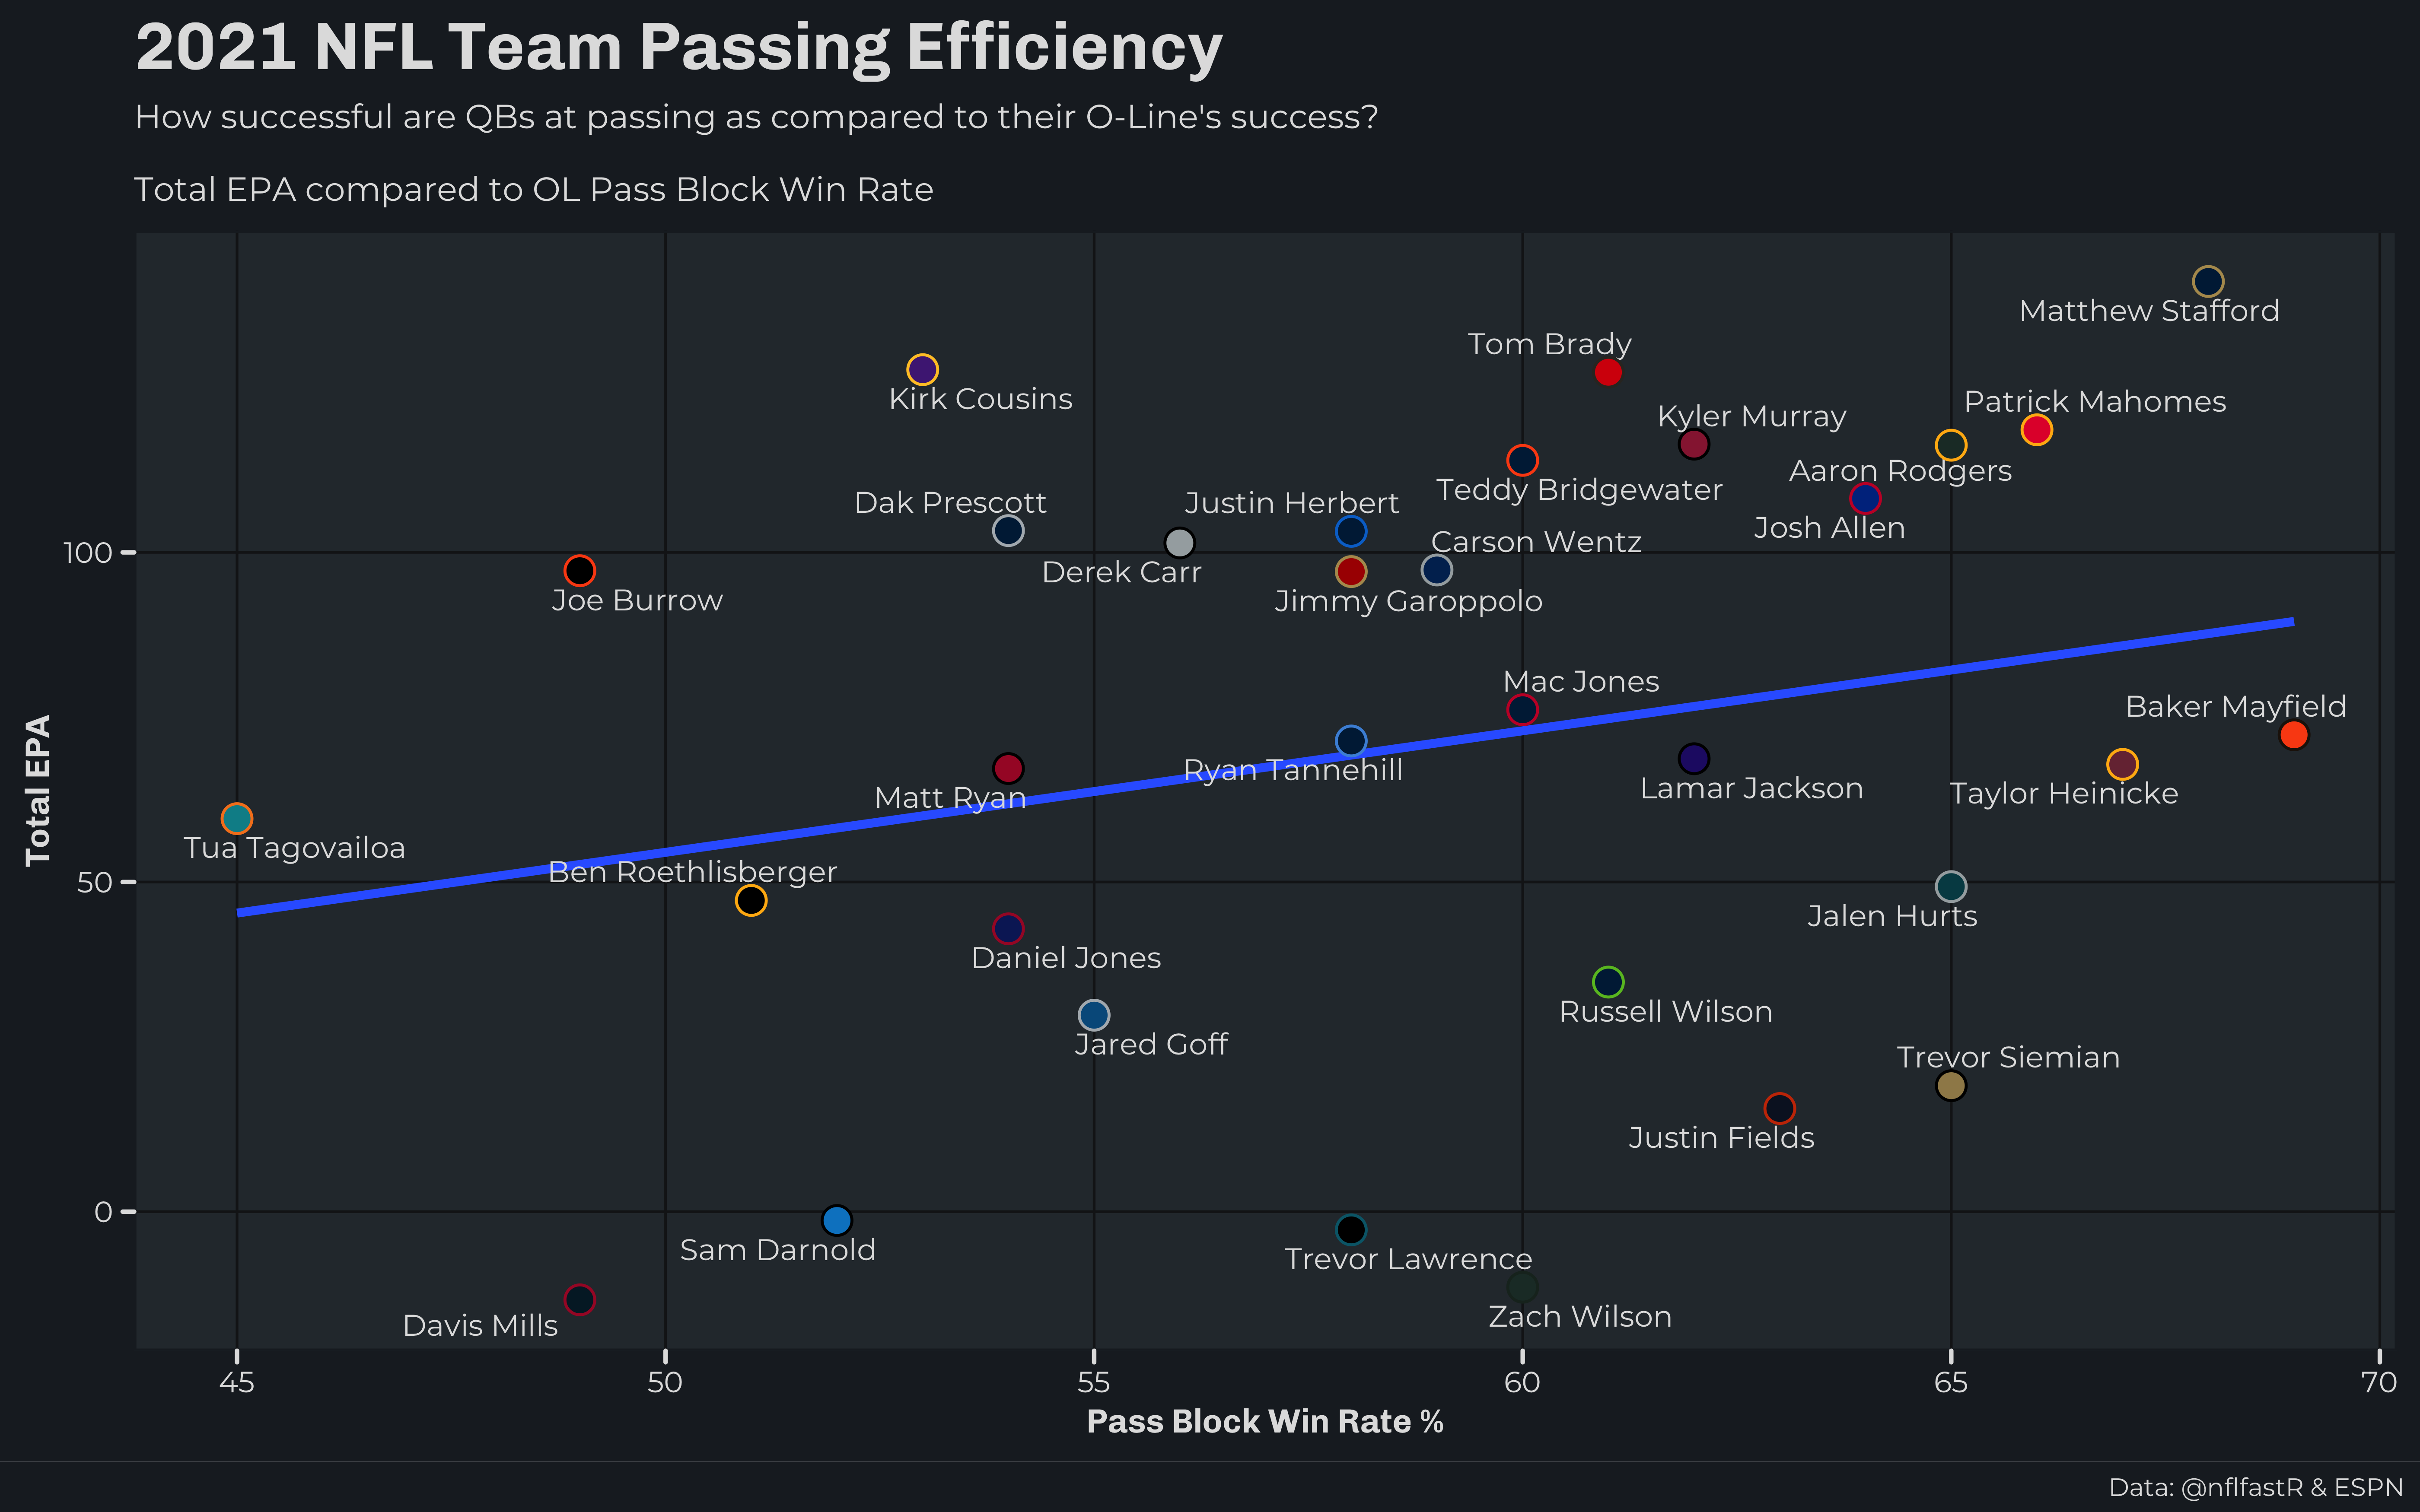 2021 NFL Team Passing Efficiency
How successful are QBs at passing as compared to their O-Line's success?
Total EPA compared to OL Pass Block Win Rate
Matthew Stafford
Tom Brady
Kirk Cousins
Patrick Mahomes
Kyler Murray
Aaron Rodgers
Teddy Bridgewater
Dak Prescott
Justin Herbert
Josh Allen
Carson Wentz
100
Derek Carr
Joe Burrow
Jimmy Garoppolo
Mac Jones
Baker Mayfield
Ryan Tannehill
Lamar Jackson
Taylor Heinicke
Matt Ryan
Total EPA
Tua Tagovailoa
Ben Roethlisberger
50
Jalen Hurts
Daniel Jones
Russell Wilson
Jared Goff
Trevor Siemian
Justin Fields
0
Sam Darnold
Trevor Lawrence
Zach Wilson
Davis Mills
45 50 55 60 65 70
Pass Block Win Rate %
Data: @nflfastR & ESPN